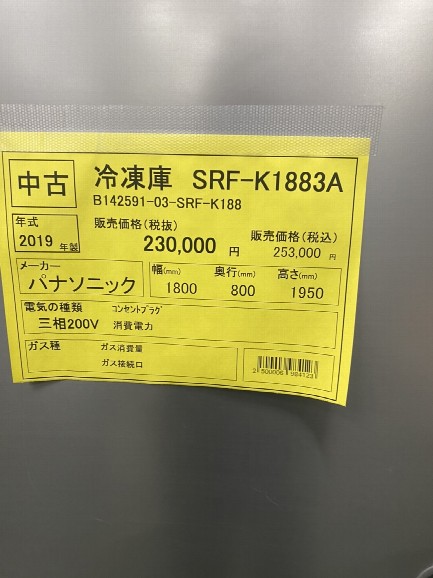 中古 冷凍庫 SRF-K1883A
B142591-03-SRF-K188
年式 2019 年製
販売価格(税抜) 230,000 円
販売価格(税込) 253,000 円
メーカー パナソニック
幅(mm) 奥行(mm) 高さ(mm)
1800 800 1950
電気の種類 コンセントプラグ
三相200V 消費電力
ガス種 ガス消費量
ガス接続口